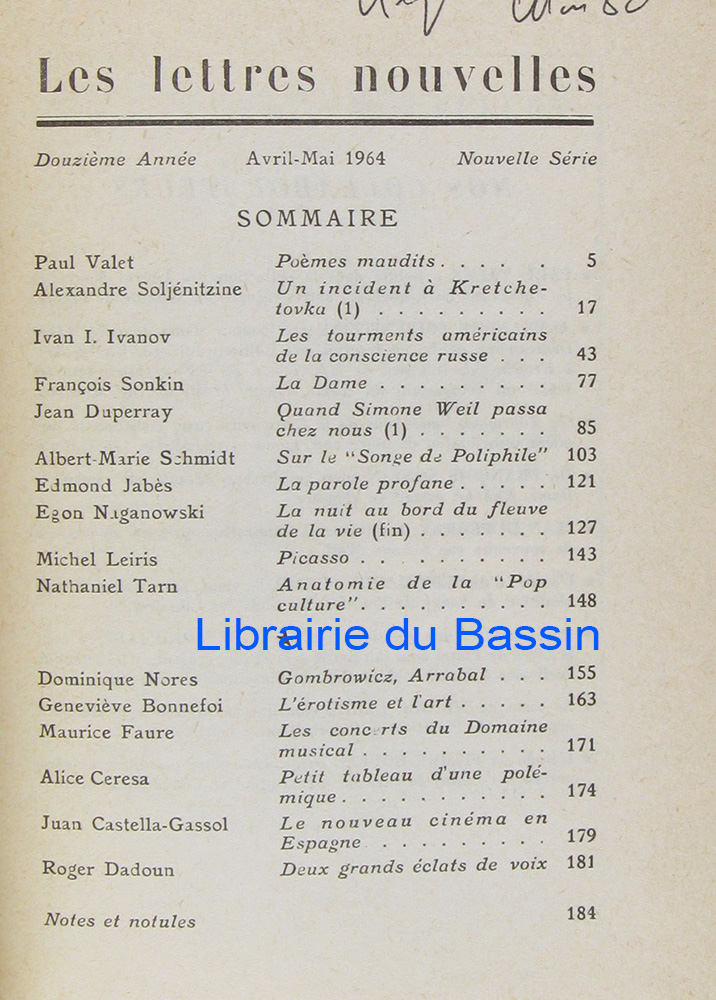 Les lettres nouvelles
Douzième Année Avril-Mai 1964 Nouvelle Série
SOMMAIRE
Paul Valet Poèmes maudits. . . . . . 5
Alexandre Soljénitzine Un incident à Kretche-
tovka (1) . . . . . . . . . 17
Ivan I. Ivanov Les tourments américains
de la conscience russe . . . 43
François Sonkin La Dame . . . . . . . . . 77
Jean Duperray Quand Simone Weil passa
chez nous (1) . . . . . . . 85
Albert-Marie Schmidt Sur le "Songe de Poliphile" 103
Edmond Jabès La parole profane . . . . . 121
Egon Naganowski La nuit au bord du fleuve
de la vie (fin) . . . . . . . 127
Michel Leiris Picasso . . . . . . . . . . 143
Nathaniel Tarn Anatomie de la "Pop
culture". . . . . . . . . . 148
Librairie du Bassin
Dominique Nores Gombrowicz, Arrabal . . . 155
Geneviève Bonnefoi L'érotisme et l'art . . . . . 163
Maurice Faure Les concerts du Domaine
musical . . . . . . . . . . 171
Alice Ceresa Petit tableau d'une polé-
mique. . . . . . . . . . . 174
Juan Castella-Gassol Le nouveau cinéma en
Espagne . . . . . . . . . 179
Roger Dadoun Deux grands éclats de voix 181
Notes et notules 184